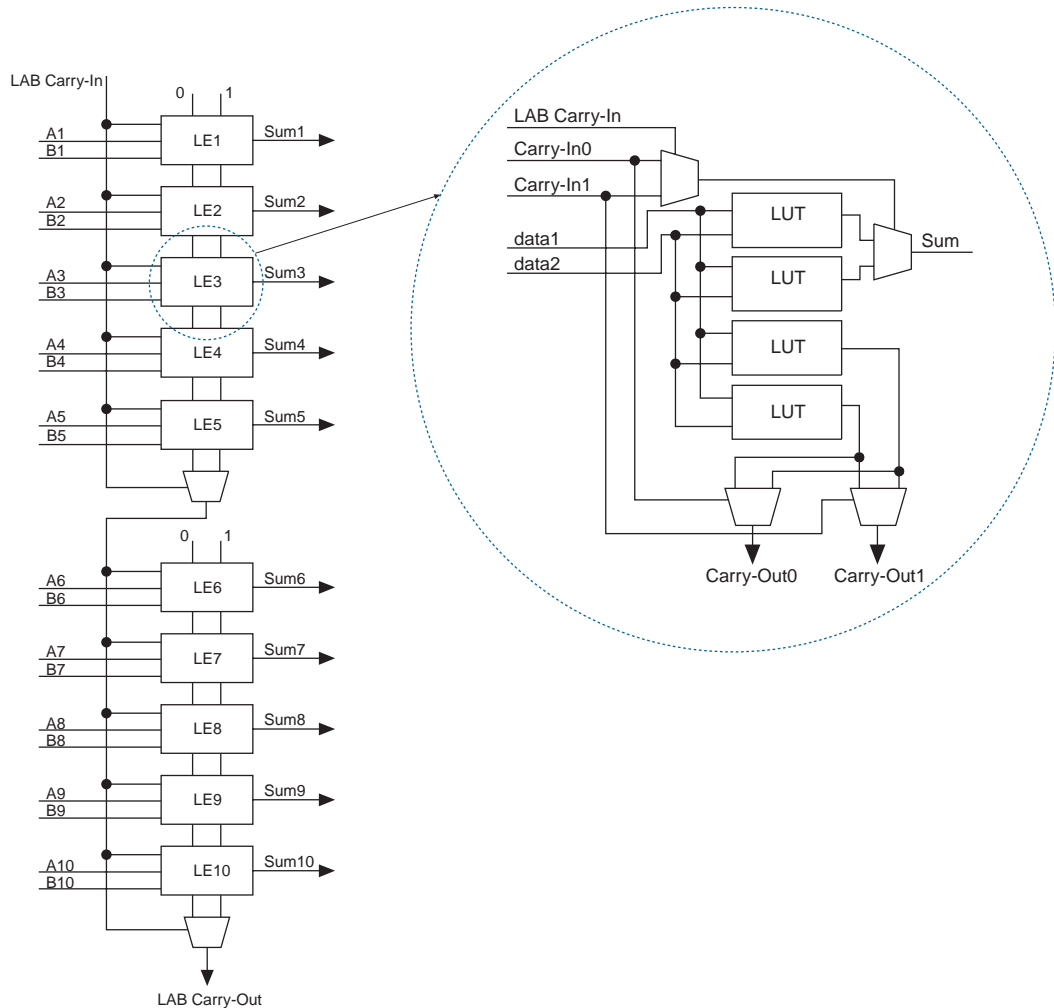 LAB Carry-In
0 1
A1
B1
LE1
Sum1
A2
B2
LE2
Sum2
A3
B3
LE3
Sum3
A4
B4
LE4
Sum4
A5
B5
LE5
Sum5
0 1
A6
B6
LE6
Sum6
A7
B7
LE7
Sum7
A8
B8
LE8
Sum8
A9
B9
LE9
Sum9
A10
B10
LE10
Sum10
LAB Carry-Out
LAB Carry-In
Carry-In0
Carry-In1
data1
data2
LUT
LUT
LUT
LUT
Sum
Carry-Out0
Carry-Out1